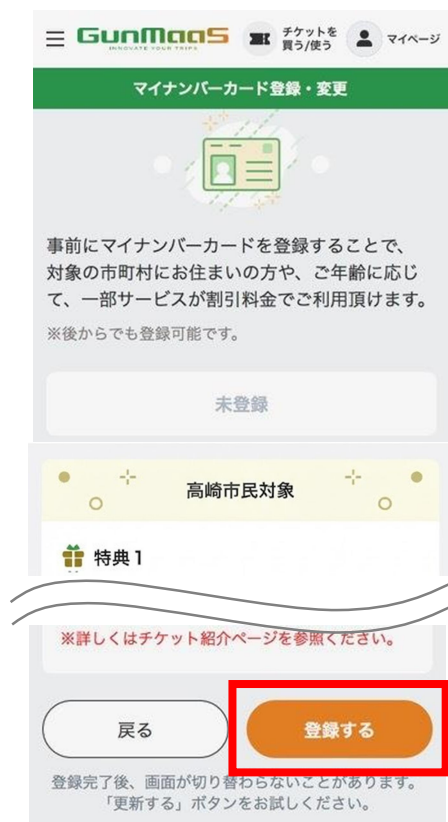 GunMaaS
INNOVATE YOUR TRIPS
チケットを
買う/使う
マイページ
マイナンバーカード登録・変更
事前にマイナンバーカードを登録することで、
対象の市町村にお住まいの方や、ご年齢に応じ
て、一部サービスが割引料金でご利用頂けます。
※後からでも登録可能です。
未登録
高崎市民対象
特典1
※詳しくはチケット紹介ページを参照ください。
戻る
登録する
登録完了後、画面が切り替わらないことがあります。
「更新する」ボタンをお試しください。